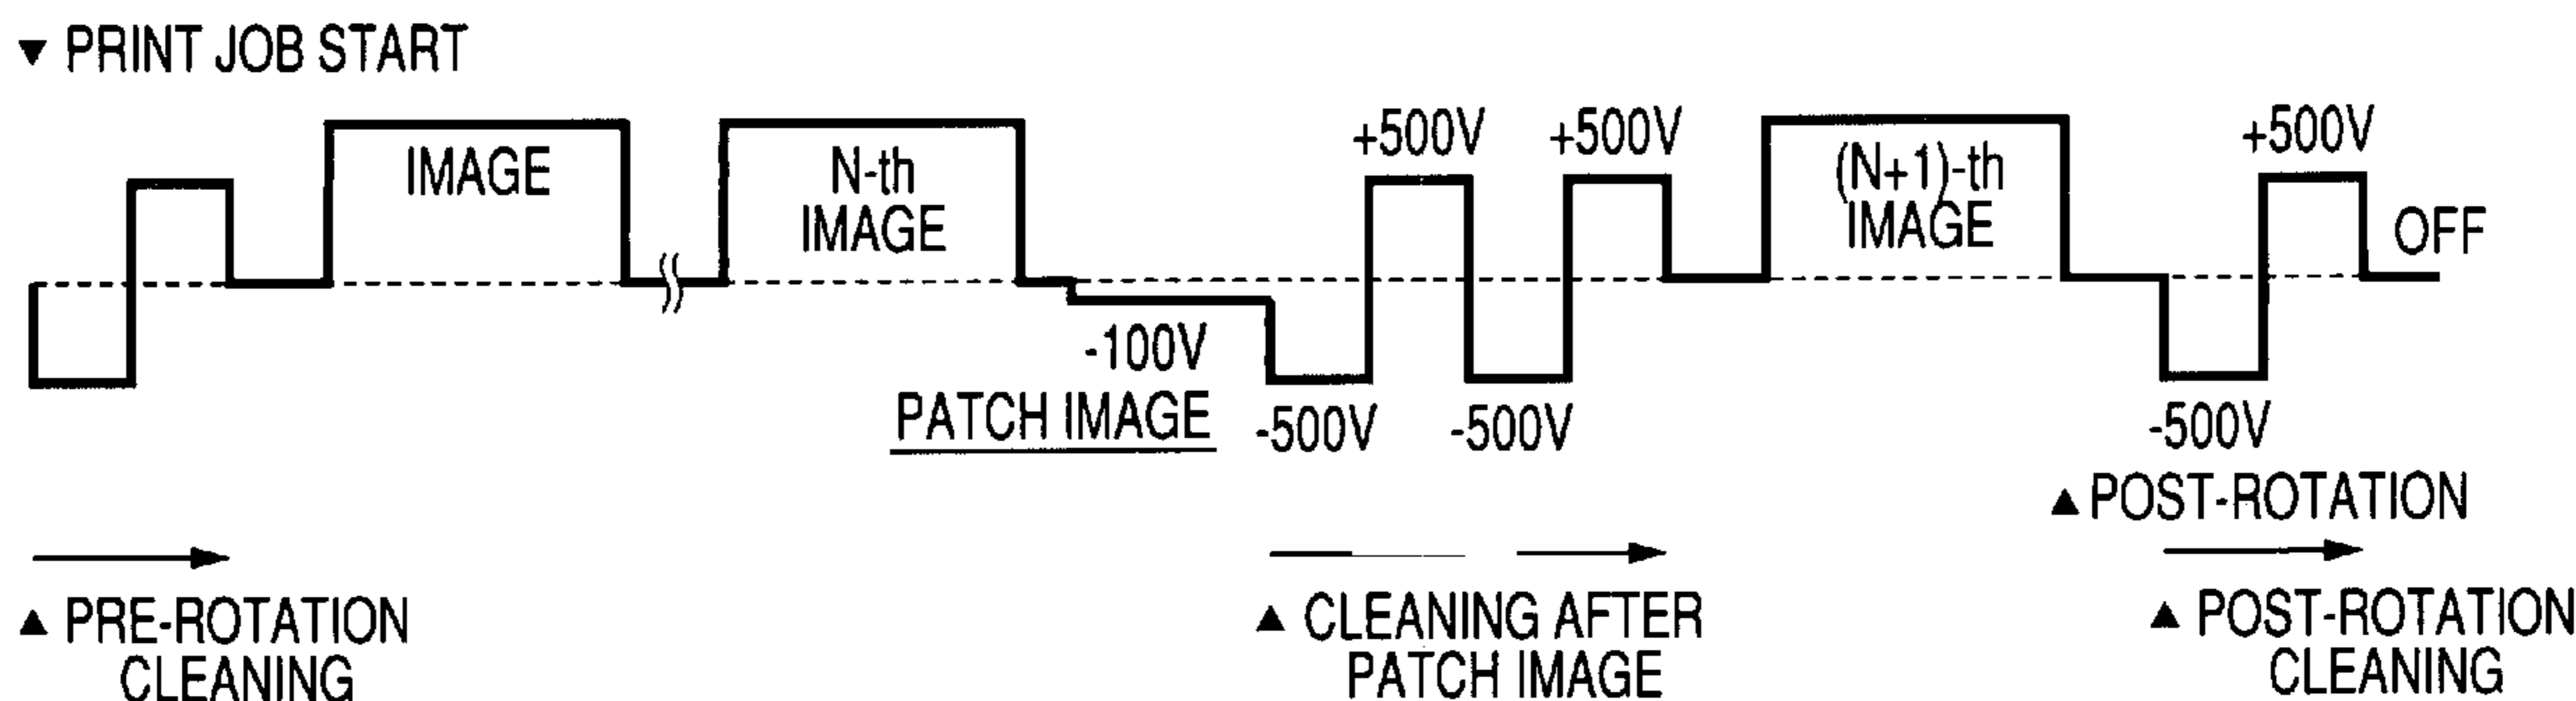 ▼ PRINT JOB START
IMAGE
N-th
IMAGE
+500V
+500V
(N+1)-th
IMAGE
+500V
OFF
-100V
PATCH IMAGE
-500V
-500V
-500V
▲ POST-ROTATION
▲ PRE-ROTATION
CLEANING
▲ CLEANING AFTER
PATCH IMAGE
▲ POST-ROTATION
CLEANING